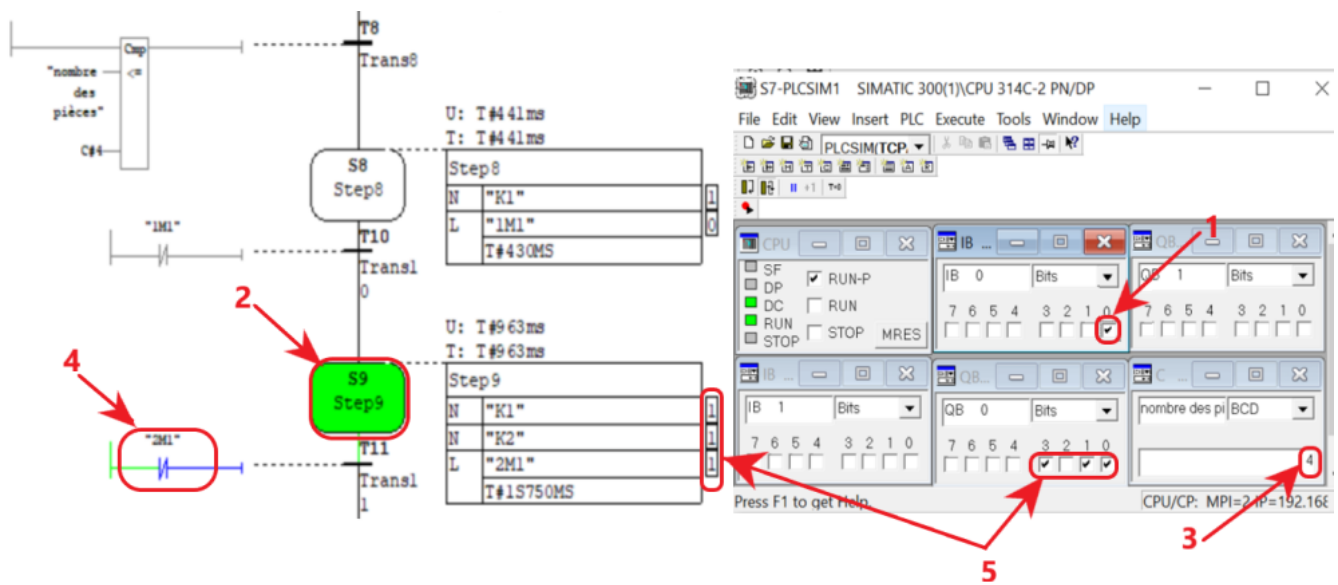 T8
Trans8
Cmp
"nombre
des
pièces"
<=
C#4
U: T#441ms
T: T#441ms
S8
Step8
Step8
N "K1" 1
L "1M1" 0
T#430MS
"1M1"
T10
Trans1
0
2
U: T#963ms
T: T#963ms
4
S9
Step9
Step9
N "K1" 1
N "K2" 1
L "2M1" 1
T#1S750MS
"2M1"
T11
Trans1
1
S7-PLCSIM1 SIMATIC 300(1)\CPU 314C-2 PN/DP
File Edit View Insert PLC Execute Tools Window Help
PLCSIM(TCP.
+1 T=0
1
CPU
SF
DP
DC
RUN
STOP
RUN-P
RUN
STOP MRES
IB ...
IB 0 Bits
7 6 5 4 3 2 1 0
QB...
QB 1 Bits
7 6 5 4 3 2 1 0
IB ...
IB 1 Bits
7 6 5 4 3 2 1 0
QB...
QB 0 Bits
7 6 5 4 3 2 1 0
C ...
nombre des pi BCD
4
Press F1 to get Help.
CPU/CP: MPI=2 IP=192.168
3
5